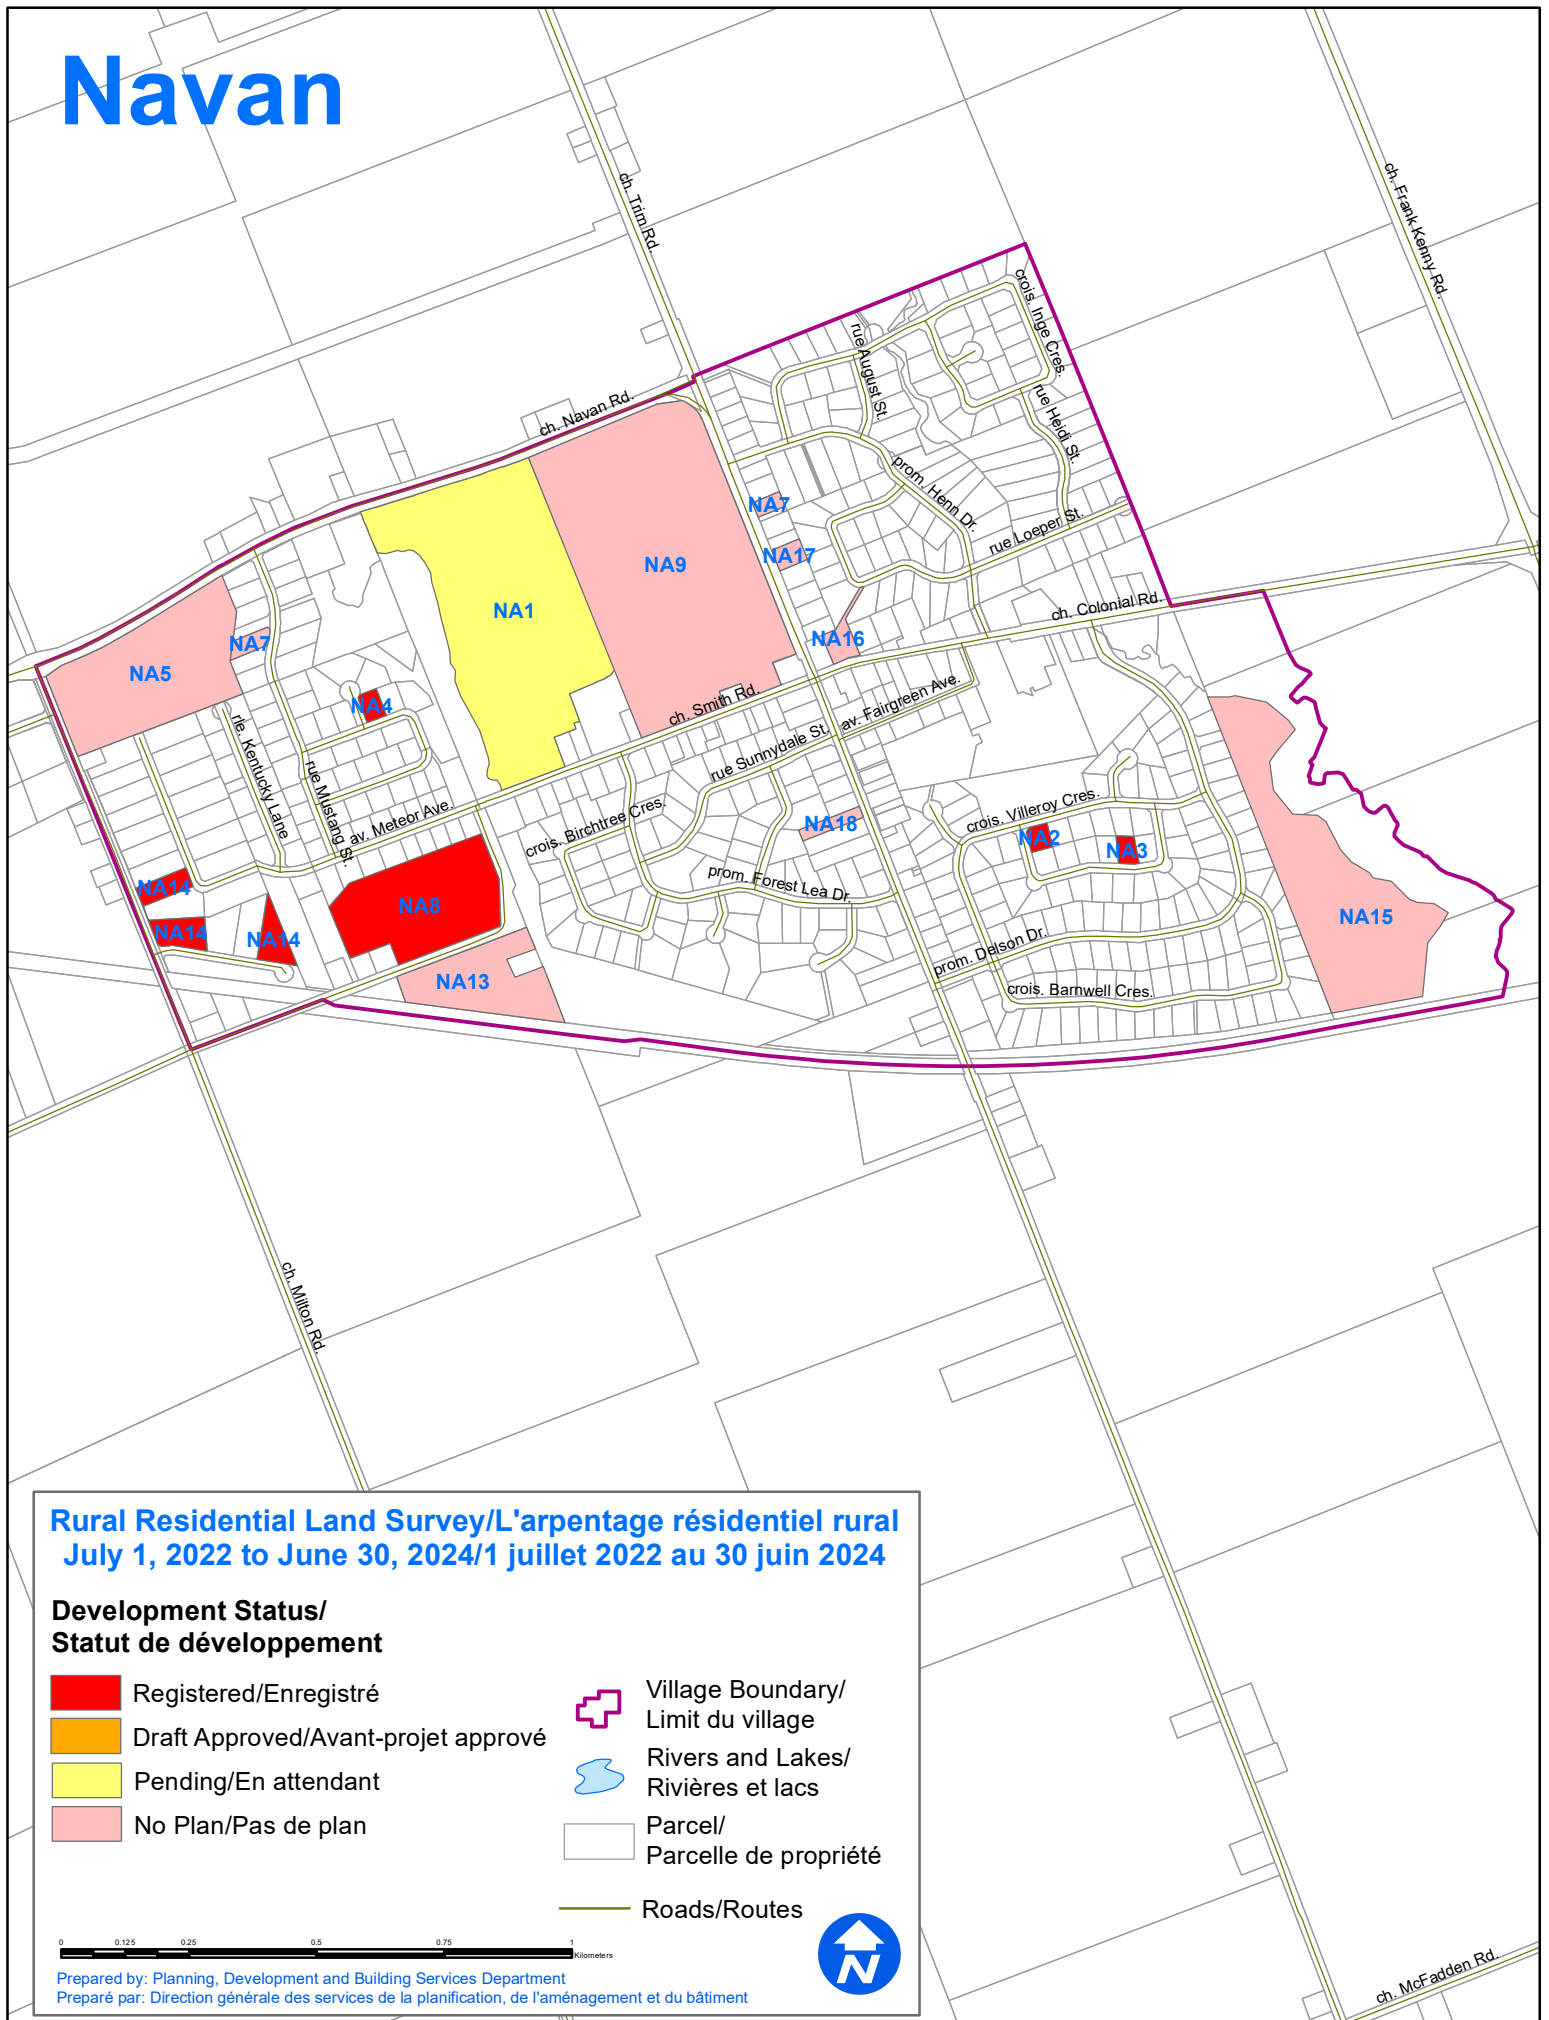 Navan
ch. Trim Rd.
ch. Frank Kenny Rd.
crois. Inge Cres.
rue August St.
rue Heidi St.
ch. Navan Rd.
prom. Henn Dr.
NA7
rue Loeper St.
NA17
NA9
NA1
ch. Colonial Rd.
NA16
NA7
NA5
av. Fairgreen Ave.
ch. Smith Rd.
NA4
rue Sunnydale St.
rle. Kentucky Lane
rue Mustang St.
av. Meteor Ave.
crois. Birchtree Cres.
NA18
crois. Villeroy Cres.
NA2
NA3
prom. Forest Lea Dr.
NA14
NA8
NA15
NA14
NA14
prom. Delson Dr.
NA13
crois. Barnwell Cres.
ch. Milton Rd.
Rural Residential Land Survey/L'arpentage résidentiel rural
July 1, 2022 to June 30, 2024/1 juillet 2022 au 30 juin 2024
Development Status/
Statut de développement
Registered/Enregistré
Draft Approved/Avant-projet apprové
Pending/En attendant
No Plan/Pas de plan
Village Boundary/
Limit du village
Rivers and Lakes/
Rivières et lacs
Parcel/
Parcelle de propriété
Roads/Routes
0 0.125 0.25 0.5 0.75 1
Kilometers
N
Prepared by: Planning, Development and Building Services Department
Preparé par: Direction générale des services de la planification, de l'aménagement et du bâtiment
ch. McFadden Rd.